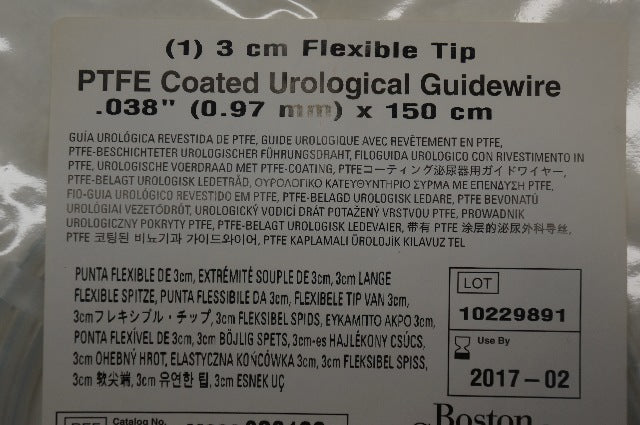 (1) 3 cm Flexible Tip
PTFE Coated Urological Guidewire
.038" (0.97 mm) x 150 cm
GUÍA UROLÓGICA REVESTIDA DE PTFE, GUIDE UROLOGIQUE AVEC REVÊTEMENT EN PTFE,
PTFE-BESCHICHTETER UROLOGISCHER FÜHRUNGSDRAHT, FILOGUIDA UROLOGICO CON RIVESTIMENTO IN
PTFE, UROLOGISCHE VOERDRAAD MET PTFE-COATING, PTFEコーティング泌尿器用ガイドワイヤー,
PTFE-BELAGT UROLOGISK LEDETRÅD, ΟΥΡΟΛΟΓΙΚΟ ΚΑΤΕΥΘΥΝΤΗΡΙΟ ΣΥΡΜΑ ΜΕ ΕΠΕΝΔΥΣΗ PTFE,
FIO-GUIA UROLÓGICO REVESTIDO EM PTFE, PTFE-BELAGD UROLOGISK LEDARE, PTFE BEVONATÚ
UROLÓGIAI VEZETŐDRÓT, UROLOGICKÝ VODICÍ DRÁT POTAŽENÝ VRSTVOU PTFE, PROWADNIK
UROLOGICZNY POKRYTY PTFE, PTFE-BELAGT UROLOGISK LEDEVAIER, 带有 PTFE 涂层的泌尿外科导丝,
PTFE 코팅된 비뇨기과 가이드와이어, PTFE KAPLAMALI ÜROLOJİK KILAVUZ TEL
PUNTA FLEXIBLE DE 3cm, EXTRÉMITÉ SOUPLE DE 3cm, 3cm LANGE
FLEXIBLE SPITZE, PUNTA FLESSIBILE DA 3cm, FLEXIBELE TIP VAN 3cm,
3cmフレキシブル・チップ, 3cm FLEKSIBEL SPIDS, ΕΥΚΑΜΠΤΟ ΑΚΡΟ 3cm,
PONTA FLEXÍVEL DE 3cm, 3cm BÖJLIG SPETS, 3cm-es HAJLÉKONY CSÚCS,
3cm OHEBNÝ HROT, ELASTYCZNA KOŃCÓWKA 3cm, 3cm FLEKSIBEL SPISS,
3cm 软尖端, 3cm 유연한 팁, 3cm ESNEK UÇ
LOT
10229891
Use By
2017-02
Catalog No.
Boston